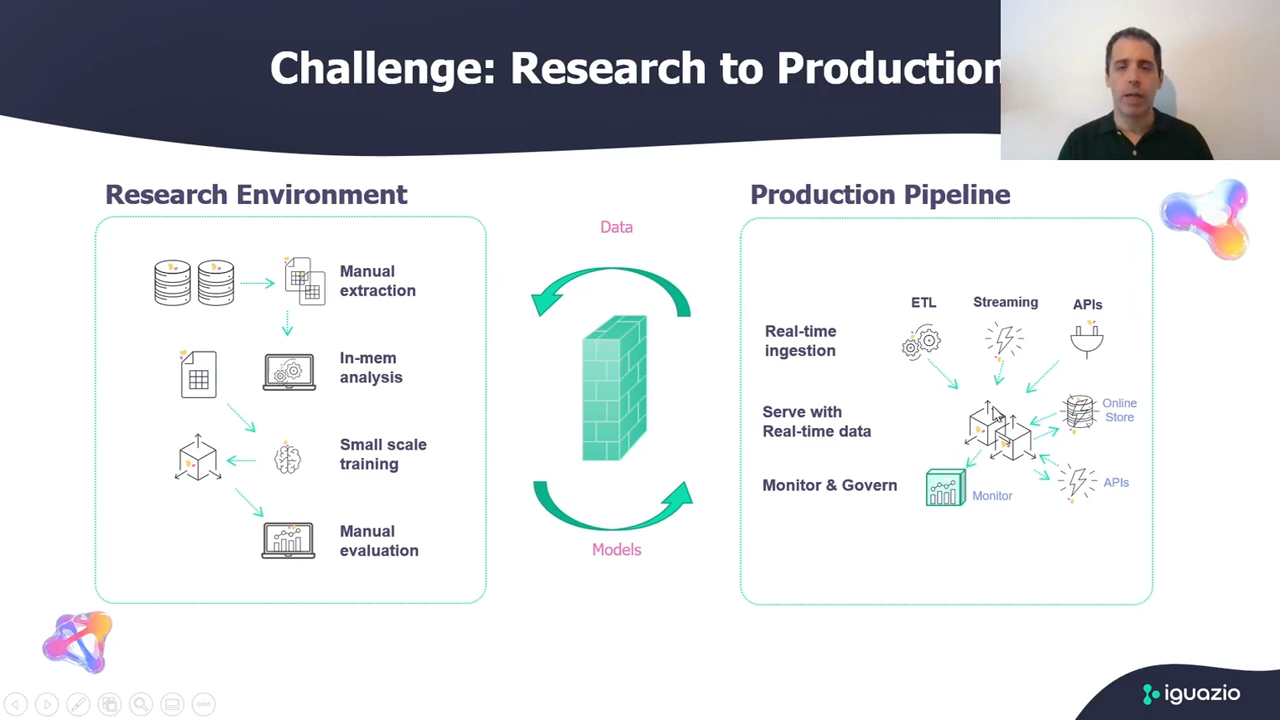 Challenge: Research to Production
Research Environment
Manual
extraction
In-mem
analysis
Small scale
training
Manual
evaluation
Data
Models
Production Pipeline
ETL
Streaming
APIs
Real-time
ingestion
Serve with
Real-time data
Online
Store
Monitor & Govern
Monitor
APIs
iguazio